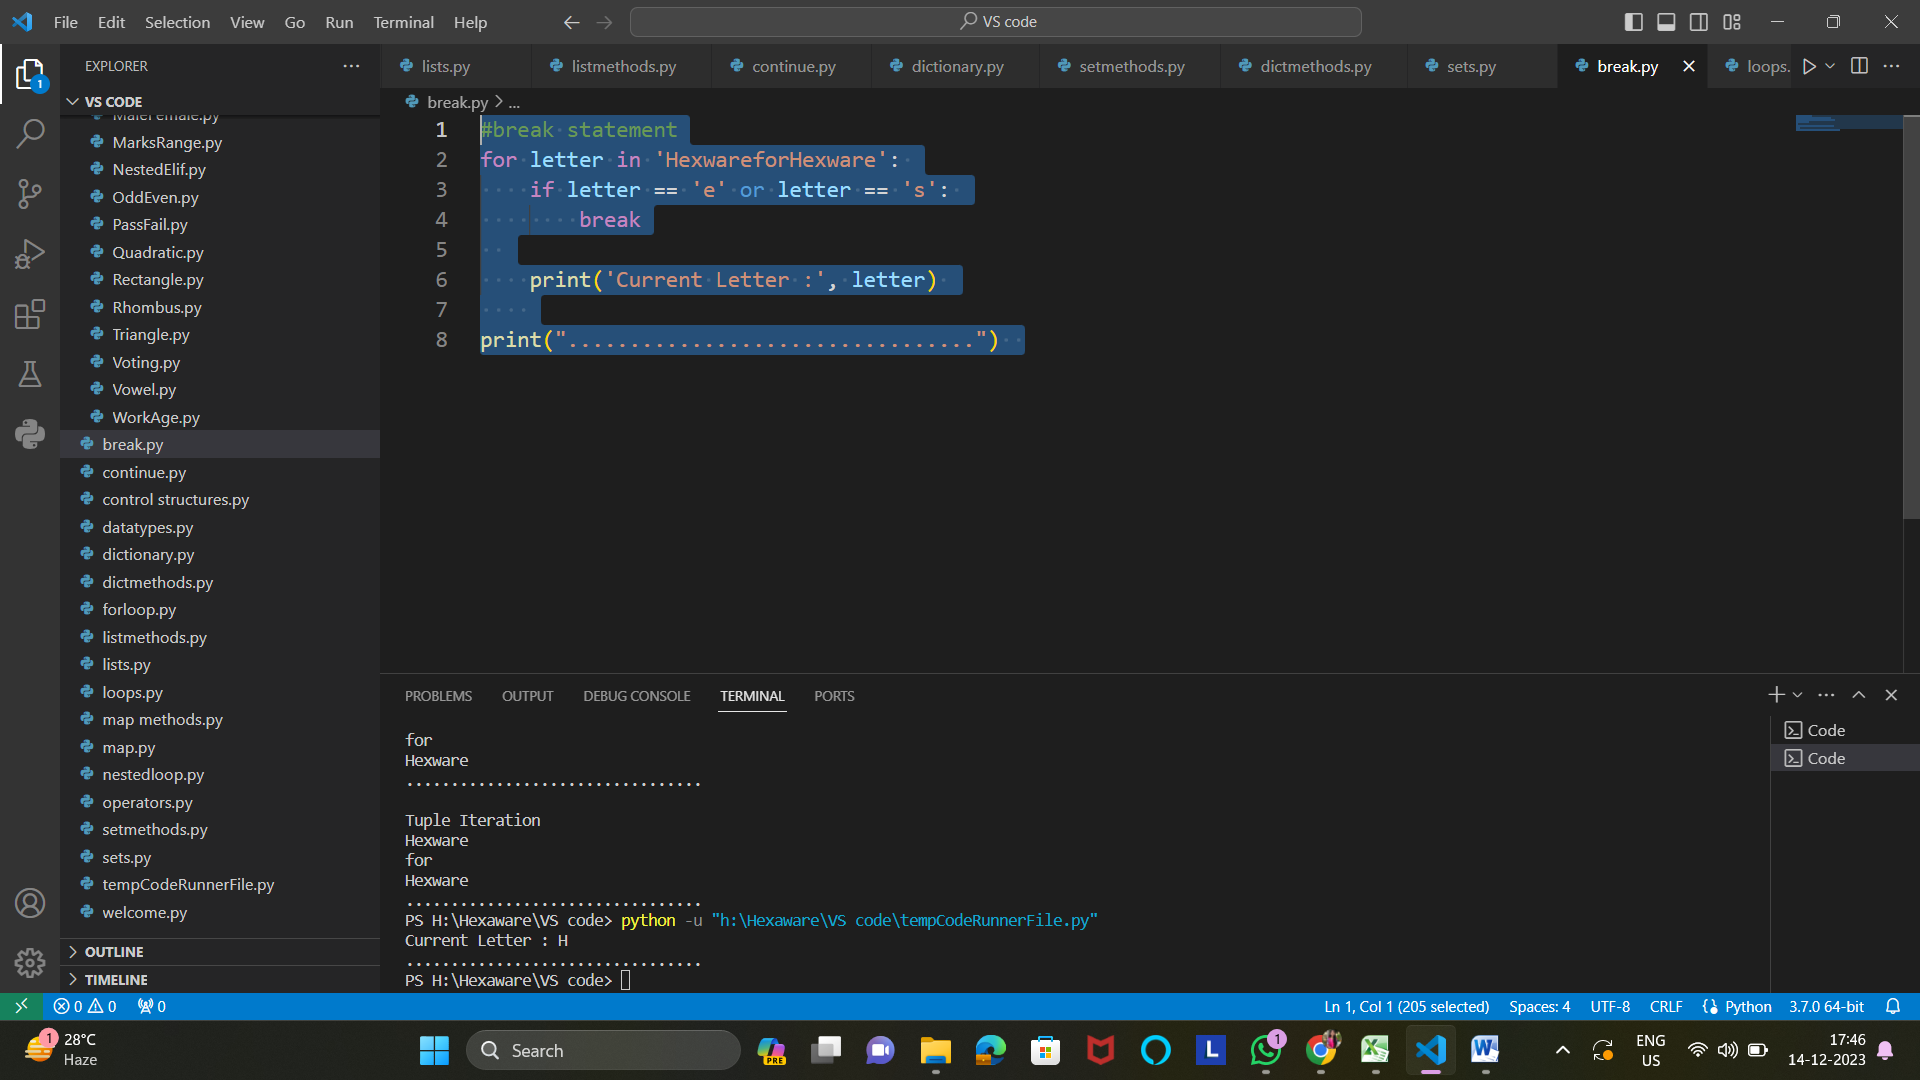 File Edit Selection View Go Run Terminal Help
VS code
EXPLORER
VS CODE
MaleFemale.py
MarksRange.py
NestedElif.py
OddEven.py
PassFail.py
Quadratic.py
Rectangle.py
Rhombus.py
Triangle.py
Voting.py
Vowel.py
WorkAge.py
break.py
continue.py
control structures.py
datatypes.py
dictionary.py
dictmethods.py
forloop.py
listmethods.py
lists.py
loops.py
map methods.py
map.py
nestedloop.py
operators.py
setmethods.py
sets.py
tempCodeRunnerFile.py
welcome.py
OUTLINE
TIMELINE
1
lists.py listmethods.py continue.py dictionary.py setmethods.py dictmethods.py sets.py break.py loops.
break.py > ...
1 #break statement
2 for letter in 'HexwareforHexware':
3 if letter == 'e' or letter == 's':
4 break
5
6 print('Current Letter :', letter)
7
8 print(".................................")
PROBLEMS OUTPUT DEBUG CONSOLE TERMINAL PORTS
for
Hexware
.................................
Tuple Iteration
Hexware
for
Hexware
.................................
PS H:\Hexaware\VS code> python -u "h:\Hexaware\VS code\tempCodeRunnerFile.py"
Current Letter : H
.................................
PS H:\Hexaware\VS code>
Code
Code
0 0 0
Ln 1, Col 1 (205 selected) Spaces: 4 UTF-8 CRLF Python 3.7.0 64-bit
1
28°C
Haze
Search
PRE
L
1
W
ENG
US
17:46
14-12-2023